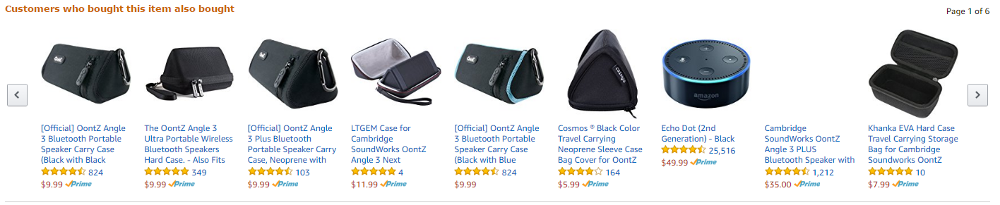 Customers who bought this item also bought
Page 1 of 6
OontZ
[Official] OontZ Angle
3 Bluetooth Portable
Speaker Carry Case
(Black with Black
824
$9.99 Prime
The OontZ Angle 3
Ultra Portable Wireless
Bluetooth Speakers
Hard Case. - Also Fits
349
$9.99 Prime
OontZ
[Official] OontZ Angle
3 Plus Bluetooth
Portable Speaker Carry
Case, Neoprene with
103
$9.99 Prime
LTGEM Case for
Cambridge
SoundWorks OontZ
Angle 3 Next
4
$11.99 Prime
OontZ
[Official] OontZ Angle
3 Bluetooth Portable
Speaker Carry Case
(Black with Blue
824
$9.99
COSMOS
Cosmos ® Black Color
Travel Carrying
Neoprene Sleeve Case
Bag Cover for OontZ
164
$5.99 Prime
amazon
Echo Dot (2nd
Generation) - Black
25,516
$49.99 Prime
Cambridge
SoundWorks OontZ
Angle 3 PLUS
Bluetooth Speaker with
1,212
$35.00 Prime
Khanka EVA Hard Case
Travel Carrying Storage
Bag for Cambridge
Soundworks OontZ
10
$7.99 Prime